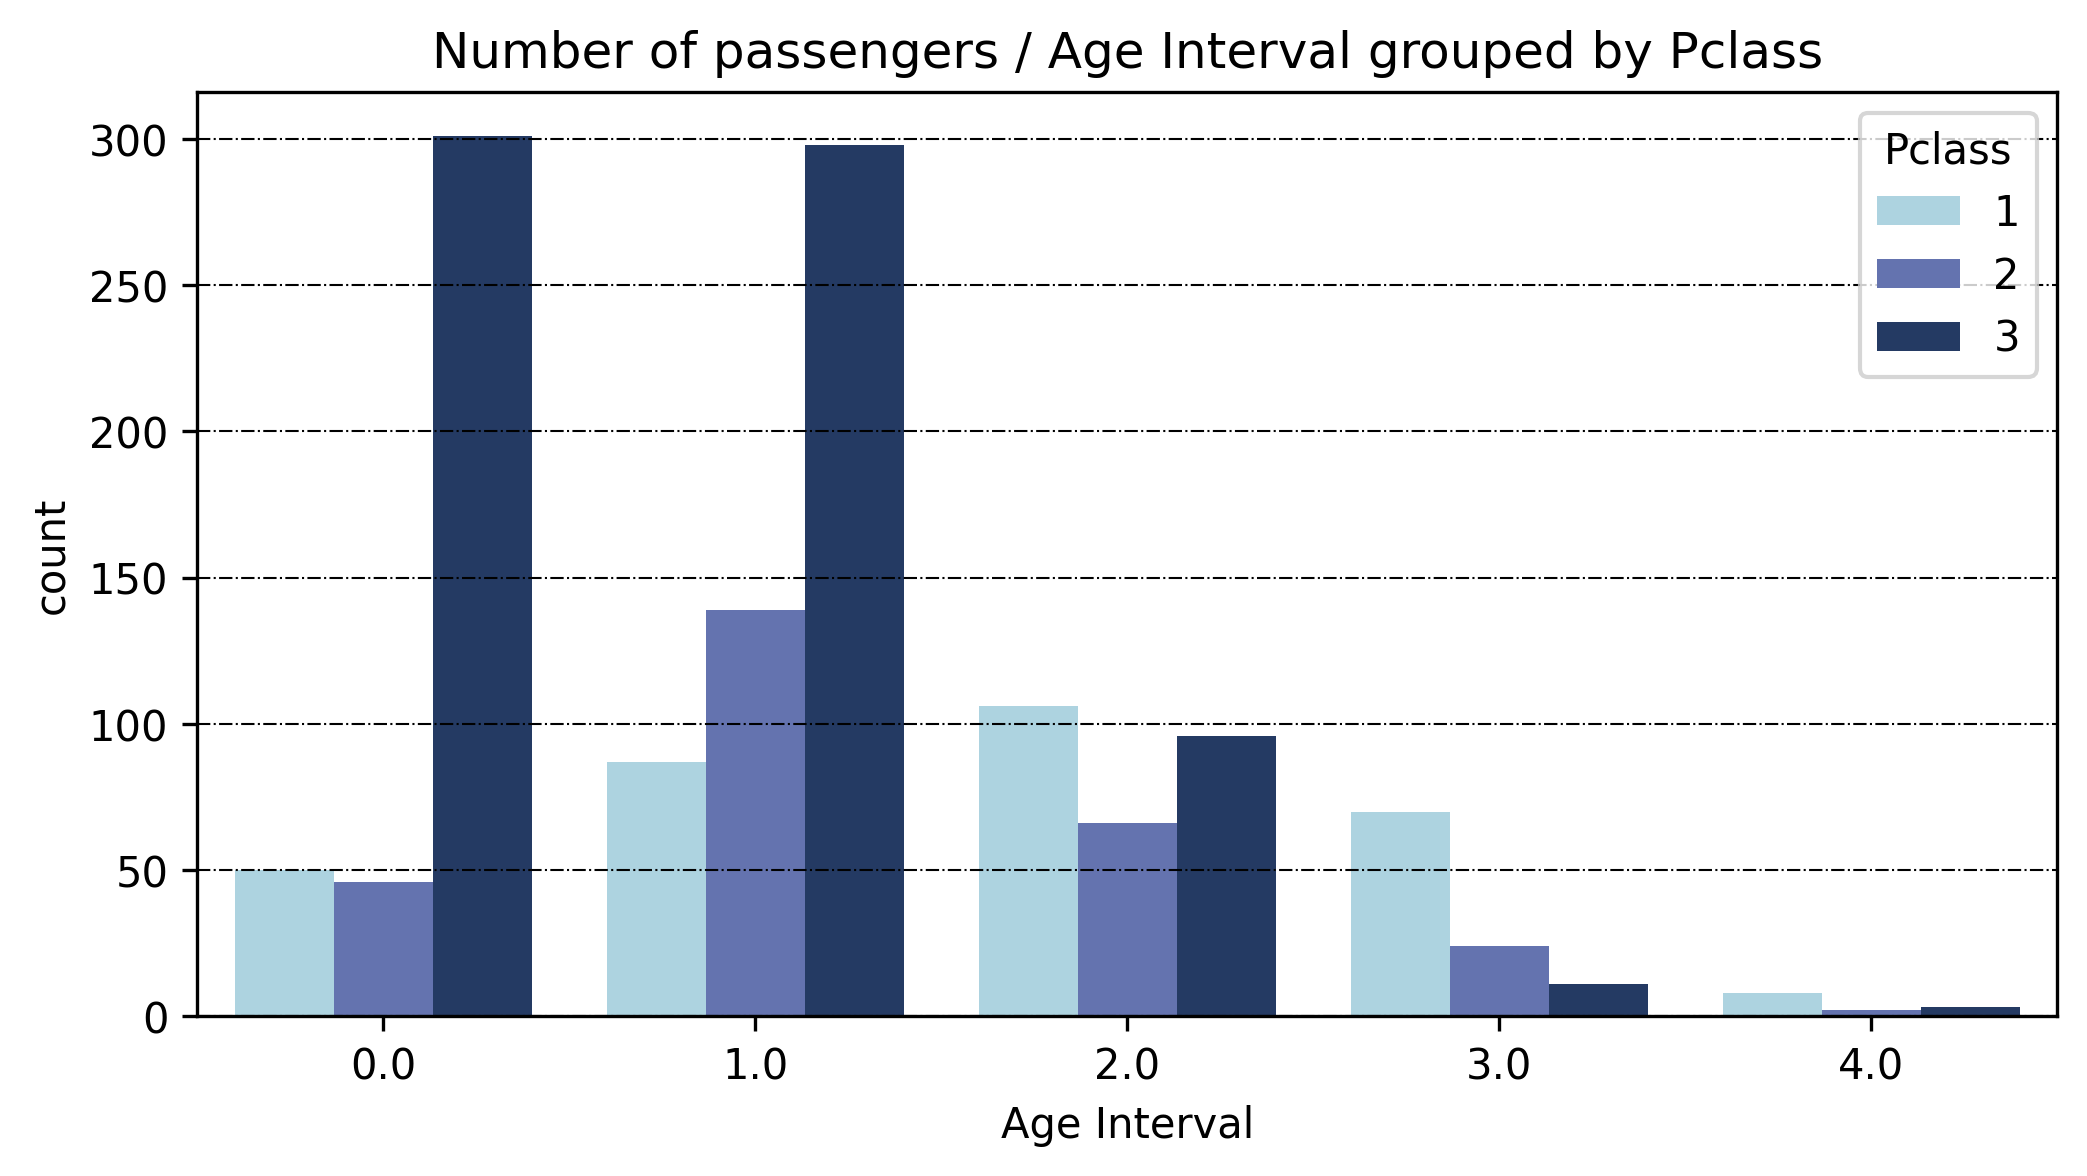 Number of passengers / Age Interval grouped by Pclass
300
250
200
150
100
50
0
count
Pclass
1
2
3
0.0 1.0 2.0 3.0 4.0
Age Interval